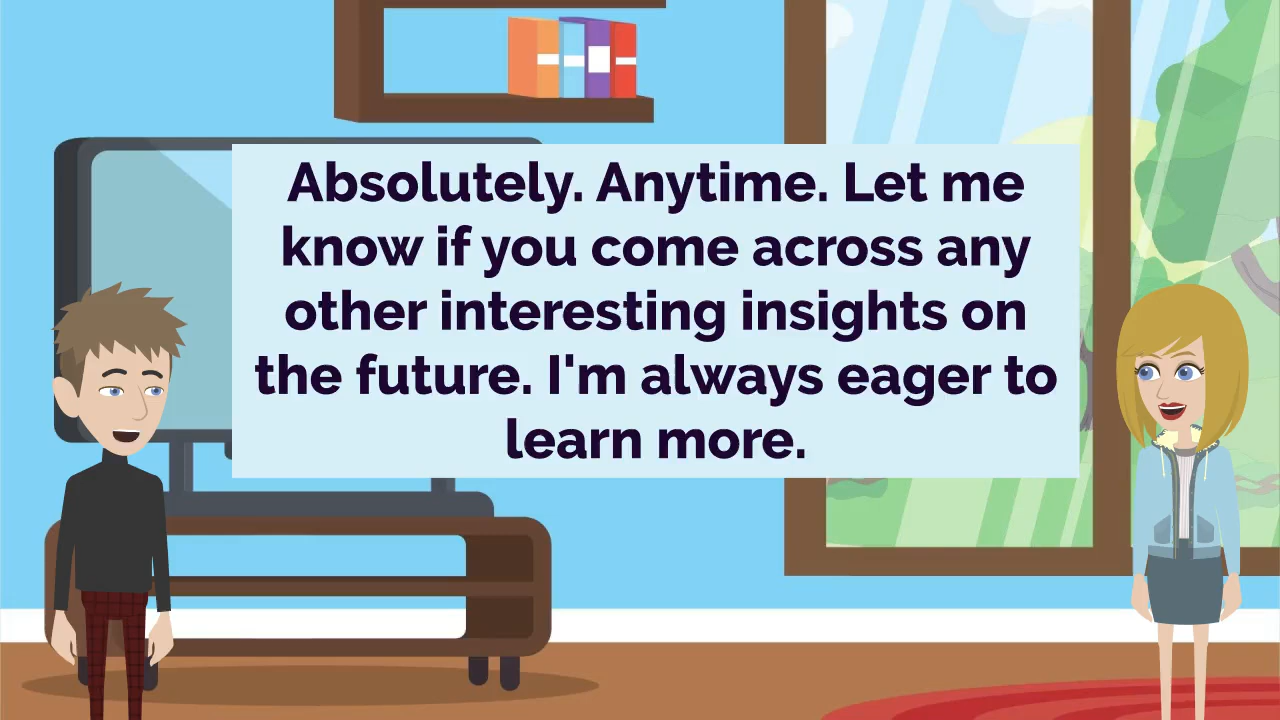 Absolutely. Anytime. Let me
know if you come across any
other interesting insights on
the future. I'm always eager to
learn more.